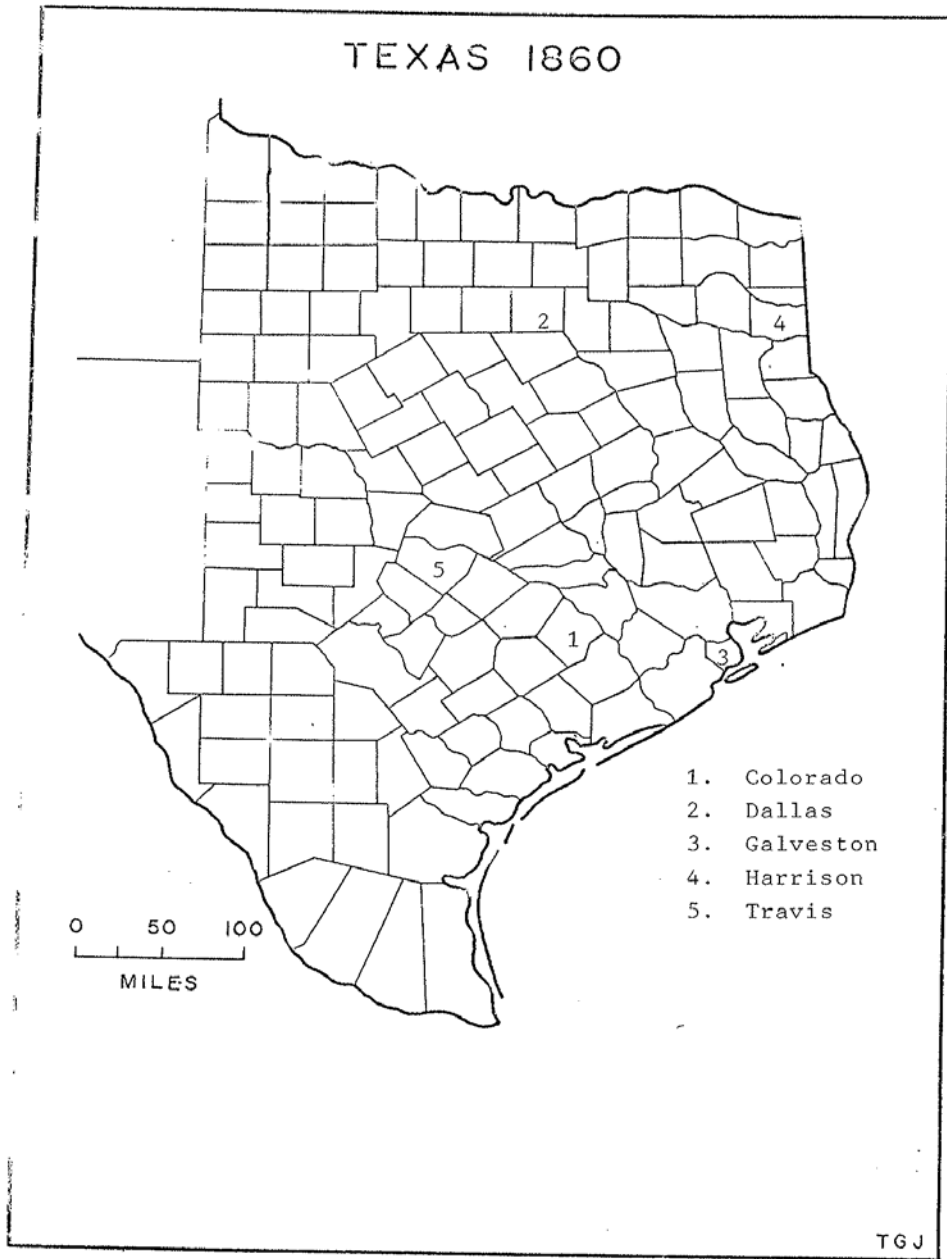 TEXAS 1860
2
4
5
1
3
1. Colorado
2. Dallas
3. Galveston
4. Harrison
5. Travis
0 50 100
MILES
TGJ